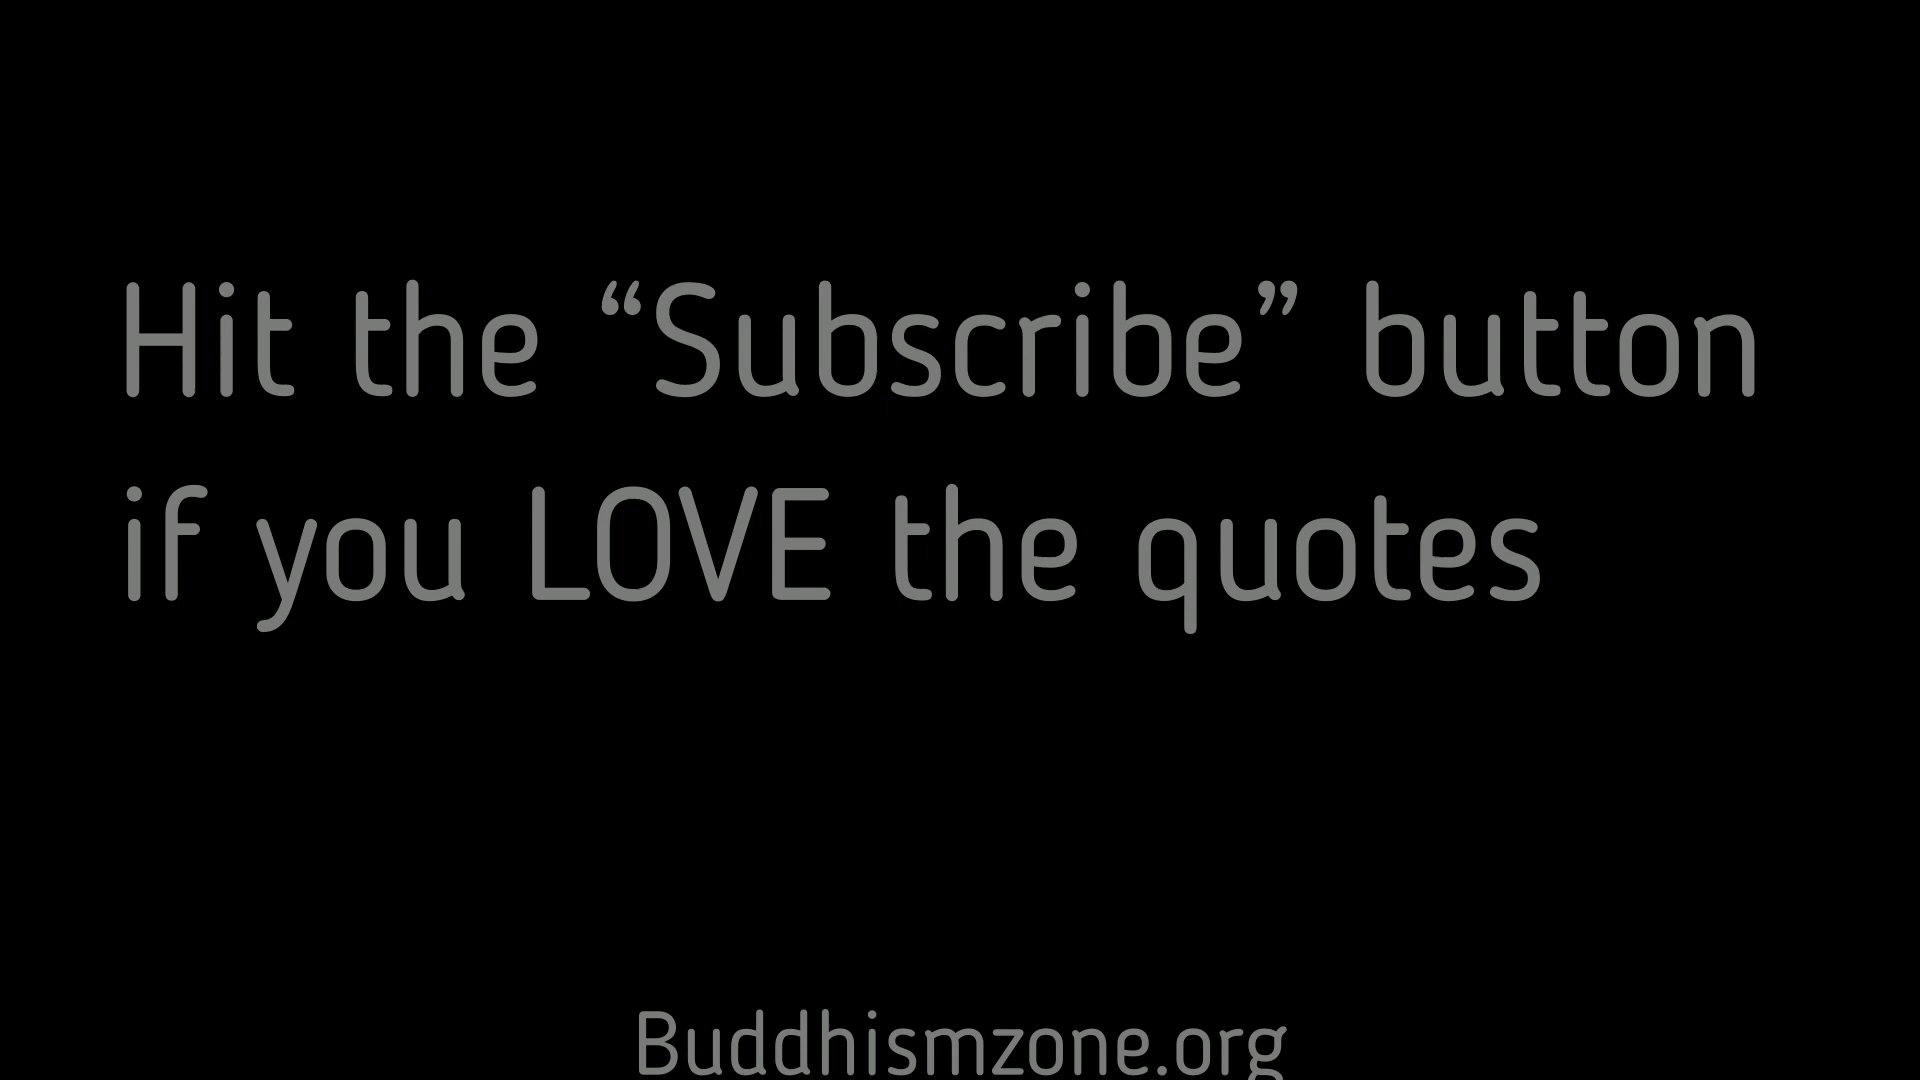 Hit the “Subscribe” button
if you LOVE the quotes
Buddhismzone.org